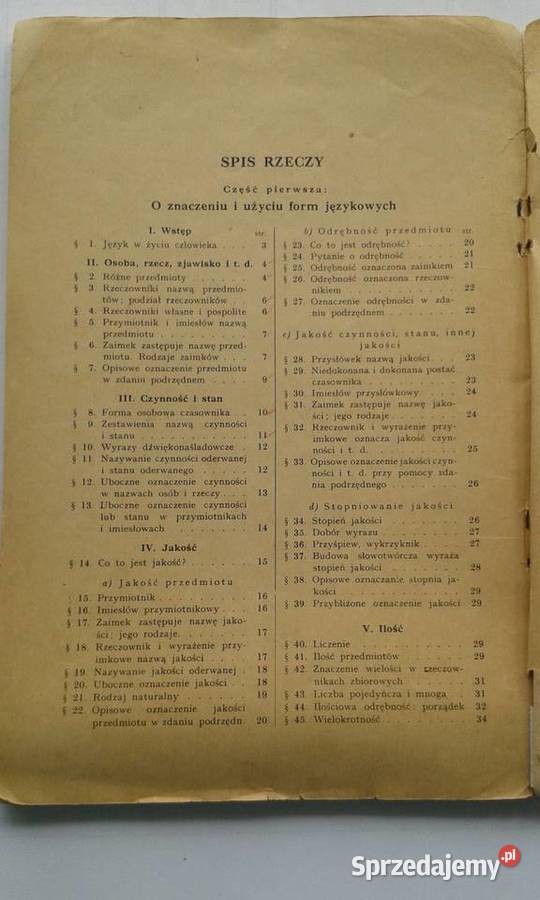 SPIS RZECZY
Część pierwsza:
O znaczeniu i użyciu form językowych
I. Wstęp str.
§ 1. Język w życiu człowieka . . . 3
II. Osoba, rzecz, zjawisko i t. d. 4
§ 2. Różne przedmioty . . . . . 4
§ 3. Rzeczowniki nazwą przedmio-
tów; podział rzeczowników . . 6
§ 4. Rzeczowniki własne i pospolite 6
§ 5. Przymiotnik i imiesłów nazwą
przedmiotu . . . . . . . 7
§ 6. Zaimek zastępuje nazwę przed-
miotu. Rodzaje zaimków . . . 7
§ 7. Opisowe oznaczenie przedmiotu
w zdaniu podrzędnem . . . . 9
III. Czynność i stan
§ 8. Forma osobowa czasownika . . 10
§ 9. Zestawienia nazwą czynności
i stanu . . . . . . . . . 11
§ 10. Wyrazy dźwiękonaśladowcze . 12
§ 11. Nazywanie czynności oderwanej
i stanu oderwanego . . . . 12
§ 12. Uboczne oznaczenie czynności
w nazwach osób i rzeczy . . . 13
§ 13. Uboczne oznaczenie czynności
lub stanu w przymiotnikach
i imiesłowach . . . . . . 14
IV. Jakość
§ 14. Co to jest jakość? . . . . . 15
a) Jakość przedmiotu
15. Przymiotnik . . . . . . . 16
§ 16. Imiesłów przymiotnikowy . . . 16
§ 17. Zaimek zastępuje nazwę jako-
ści; jego rodzaje . . . . . . 17
§ 18. Rzeczownik i wyrażenie przy-
imkowe nazwą jakości . . . . 17
§ 19. Nazywanie jakości oderwanej . 18
§ 20. Uboczne oznaczenie jakości . . 18
§ 21. Rodzaj naturalny . . . . . 19
§ 22. Opisowe oznaczenie jakości
przedmiotu w zdaniu podrzędn. 20
b) Odrębność przedmiotu str.
§ 23. Co to jest odrębność? . . . . . 20
§ 24. Pytanie o odrębność . . . . 21
§ 25. Odrębność oznaczona zaimkiem 21
§ 26. Odrębność oznaczona rzeczow-
nikiem . . . . . . . . . 22
§ 27. Oznaczenie odrębności w zda-
niu podrzędnem . . . . . . 22
c) Jakość czynności, stanu, innej
jakości
§ 28. Przysłówek nazwą jakości . . . 23
§ 29. Niedokonana i dokonana postać
czasownika . . . . . . . 23
§ 30. Imiesłów przysłówkowy . . . 24
§ 31. Zaimek zastępuje nazwę jako-
ści; jego rodzaje . . . . . . 24
§ 32. Rzeczownik i wyrażenie przy-
imkowe oznacza jakość czyn-
ności i t. d. . . . . . . . 25
§ 33. Opisowe oznaczenie jakości czyn-
ności i t. d. przy pomocy zda-
nia podrzędnego . . . . . . 26
d) Stopniowanie jakości
§ 34. Stopień jakości . . . . . . 26
§ 35. Dobór wyrazu . . . . . . 27
§ 36. Przyśpiew, wykrzyknik . . . . 27
§ 37. Budowa słowotwórcza wyraża
stopień jakości . . . . . . 28
§ 38. Opisowe oznaczanie stopnia ja-
kości . . . . . . . . . 29
§ 39. Przybliżone oznaczenie jakości 29
V. Ilość
§ 40. Liczenie . . . . . . . . 29
§ 41. Ilość przedmiotów . . . . . 29
§ 42. Znaczenie wielości w rzeczow-
nikach zbiorowych . . . . . 31
§ 43. Liczba pojedyńcza i mnoga . . 31
§ 44. Ilościowa odrębność: porządek 32
§ 45. Wielokrotność . . . . . . 34
Sprzedajemy.pl